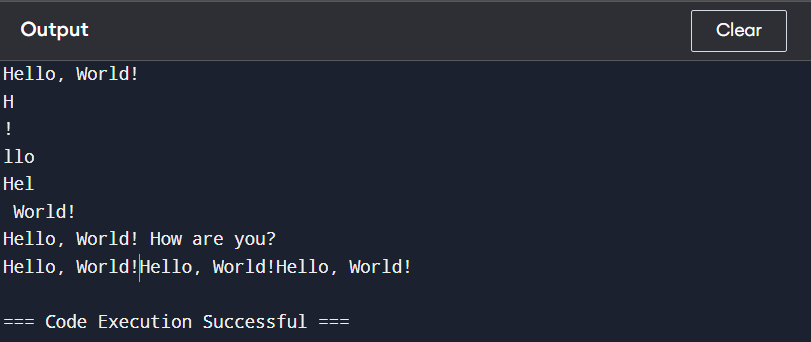 Output
Clear
Hello, World!
H
!
llo
Hel
 World!
Hello, World! How are you?
Hello, World!Hello, World!Hello, World!
=== Code Execution Successful ===